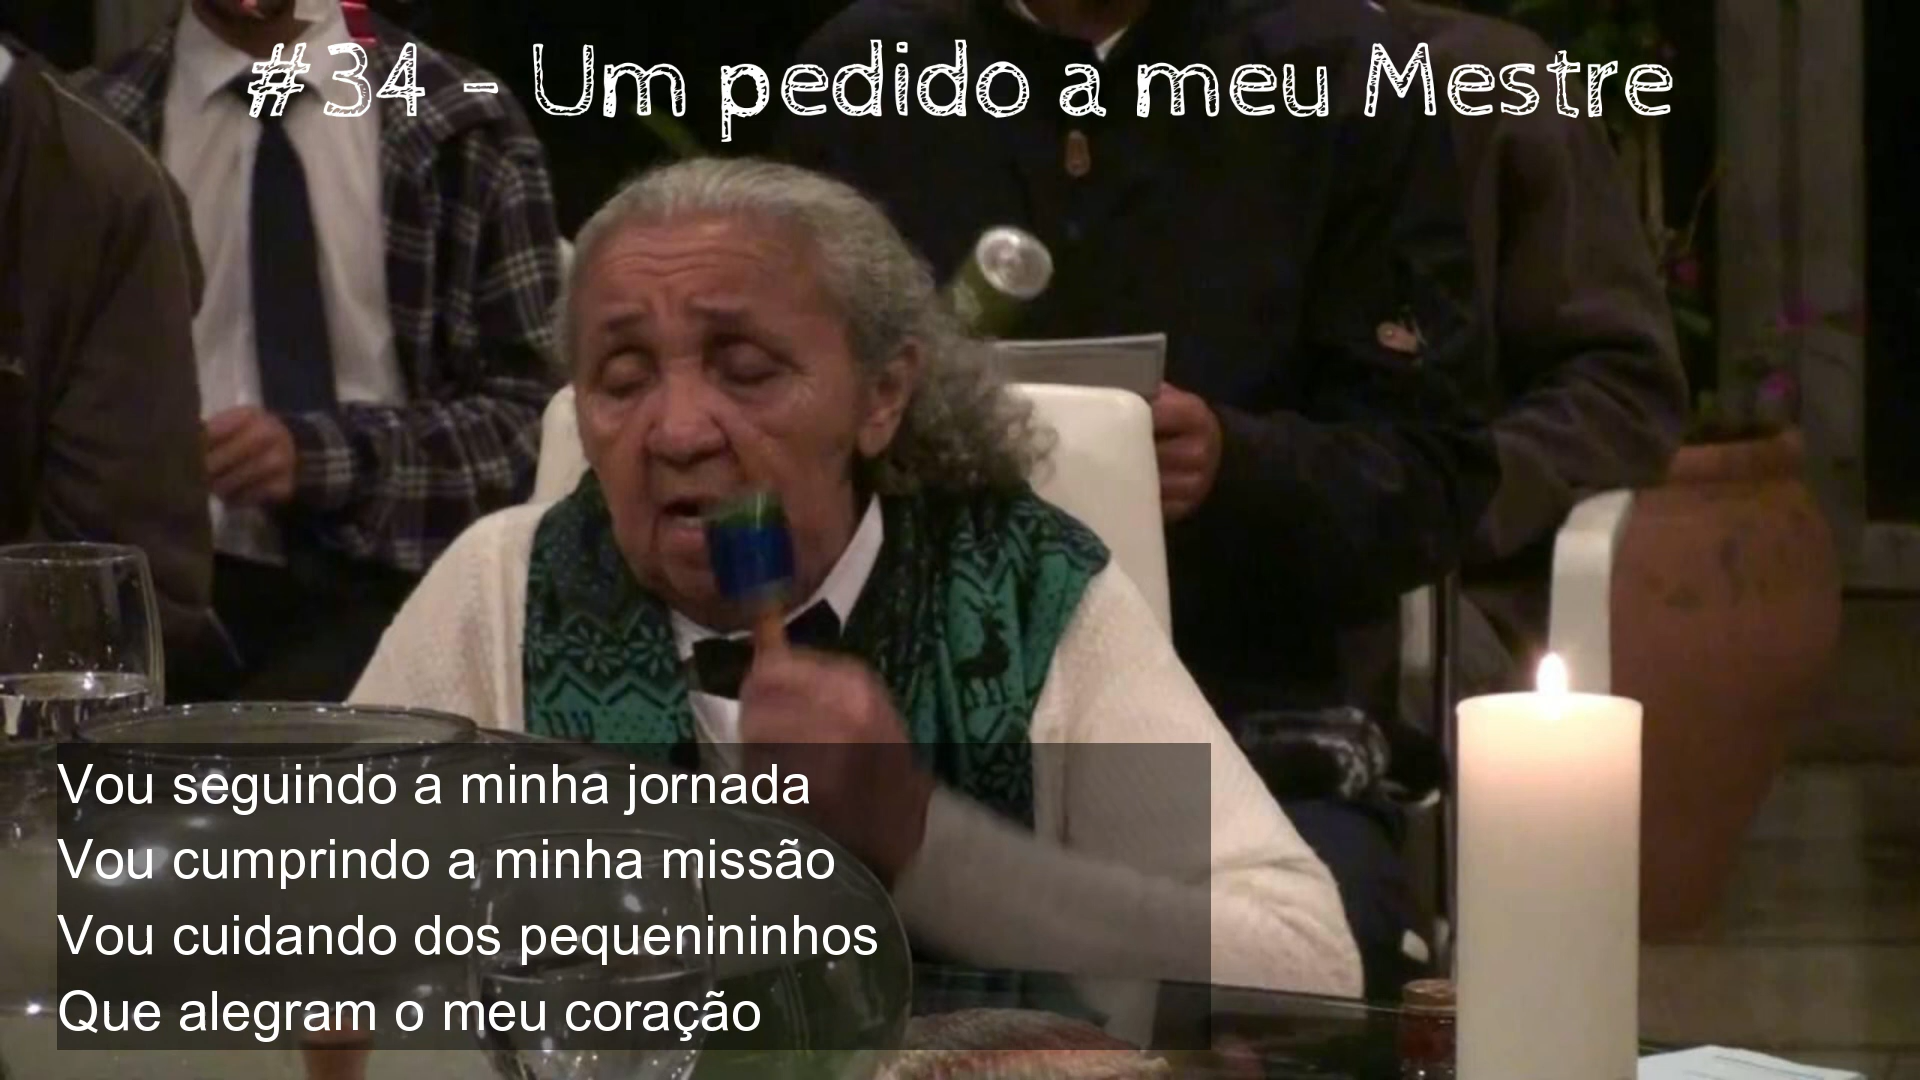 #34 - Um pedido a meu Mestre
Vou seguindo a minha jornada
Vou cumprindo a minha missão
Vou cuidando dos pequenininhos
Que alegram o meu coração